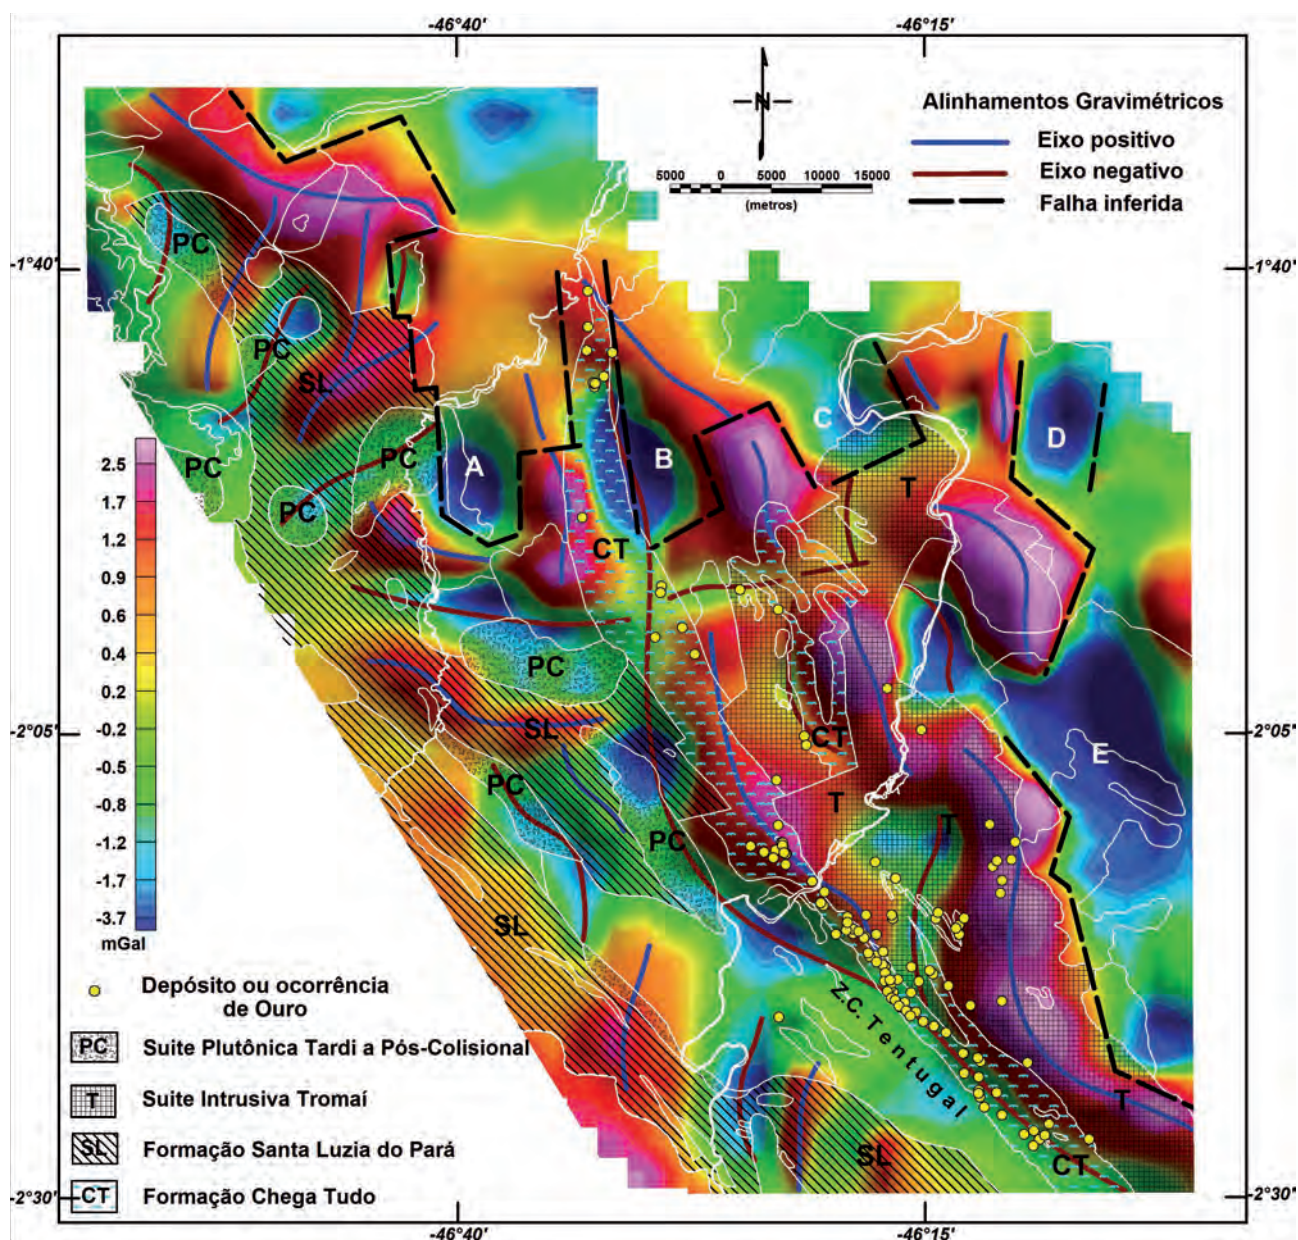 -46°40'
-46°15'
N
Alinhamentos Gravimétricos
Eixo positivo
Eixo negativo
Falha inferida
5000 0 5000 10000 15000
(metros)
-1°40'
-1°40'
PC
PC
SL
PC
PC
PC
A
B
C
D
T
CT
2.5
1.7
1.2
0.9
0.6
0.4
0.2
-0.2
-0.5
-0.8
-1.2
-1.7
-3.7
mGal
PC
SL
CT
-2°05'
-2°05'
E
PC
T
T
PC
SL
Z.C. Tentugal
Depósito ou ocorrência
de Ouro
PC Suite Plutônica Tardi a Pós-Colisional
T Suite Intrusiva Tromaí
SL Formação Santa Luzia do Pará
CT Formação Chega Tudo
T
SL
CT
-2°30'
-2°30'
-46°40'
-46°15'